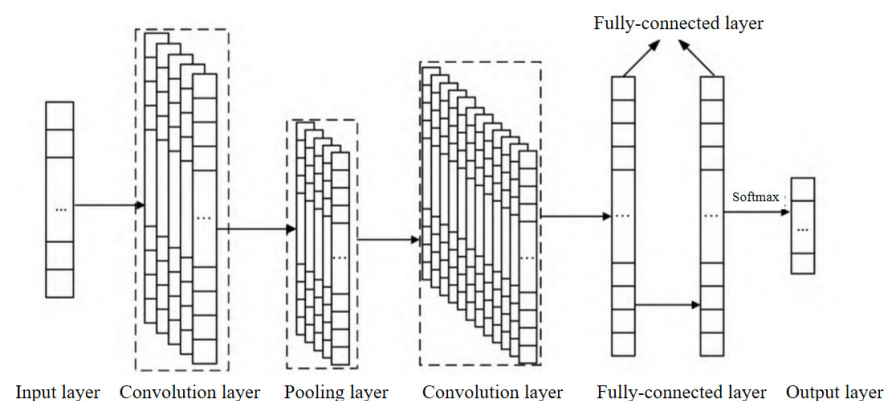 Fully-connected layer
Softmax
...
...
...
...
...
...
...
Input layer
Convolution layer
Pooling layer
Convolution layer
Fully-connected layer
Output layer